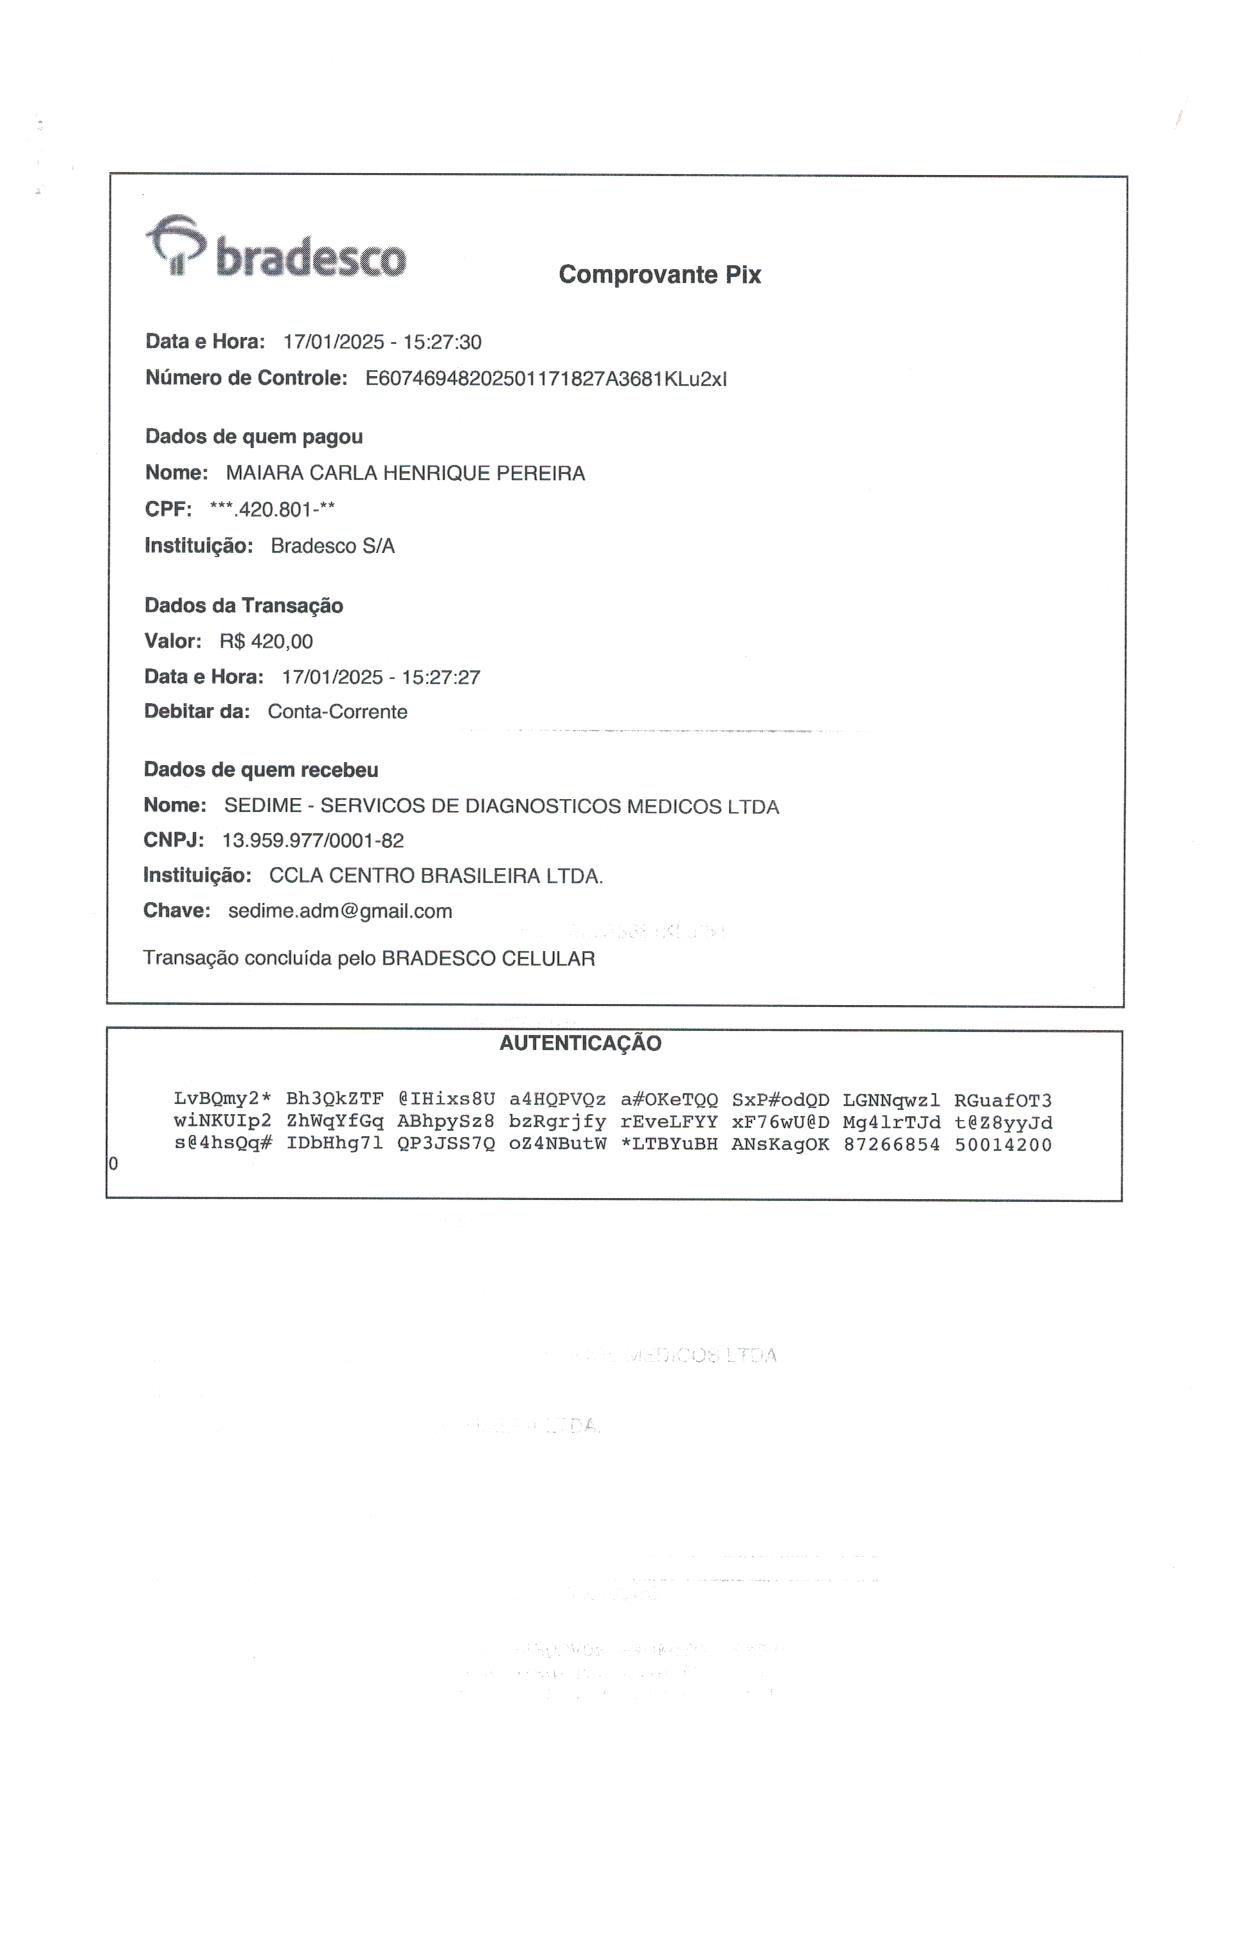 bradesco
Comprovante Pix
Data e Hora: 17/01/2025 - 15:27:30
Número de Controle: E60746948202501171827A3681KLu2xI
Dados de quem pagou
Nome: MAIARA CARLA HENRIQUE PEREIRA
CPF: ***.420.801-**
Instituição: Bradesco S/A
Dados da Transação
Valor: R$ 420,00
Data e Hora: 17/01/2025 - 15:27:27
Debitar da: Conta-Corrente
Dados de quem recebeu
Nome: SEDIME - SERVICOS DE DIAGNOSTICOS MEDICOS LTDA
CNPJ: 13.959.977/0001-82
Instituição: CCLA CENTRO BRASILEIRA LTDA.
Chave: sedime.adm@gmail.com
Transação concluída pelo BRADESCO CELULAR
AUTENTICAÇÃO
LvBQmy2* Bh3QkZTF @IHixs8U a4HQPVQz a#OKeTQQ SxP#odQD LGNNqwzl RGuafOT3
wiNKUIp2 ZhWqYfGq ABhpySz8 bzRgrjfy rEveLFYY xF76wU@D Mg4lrTJd t@Z8yyJd
s@4hsQq# IDbHhg7l QP3JSS7Q oZ4NButW *LTBYuBH ANsKagOK 87266854 50014200
0
MEDICOS LTDA
LTDA.